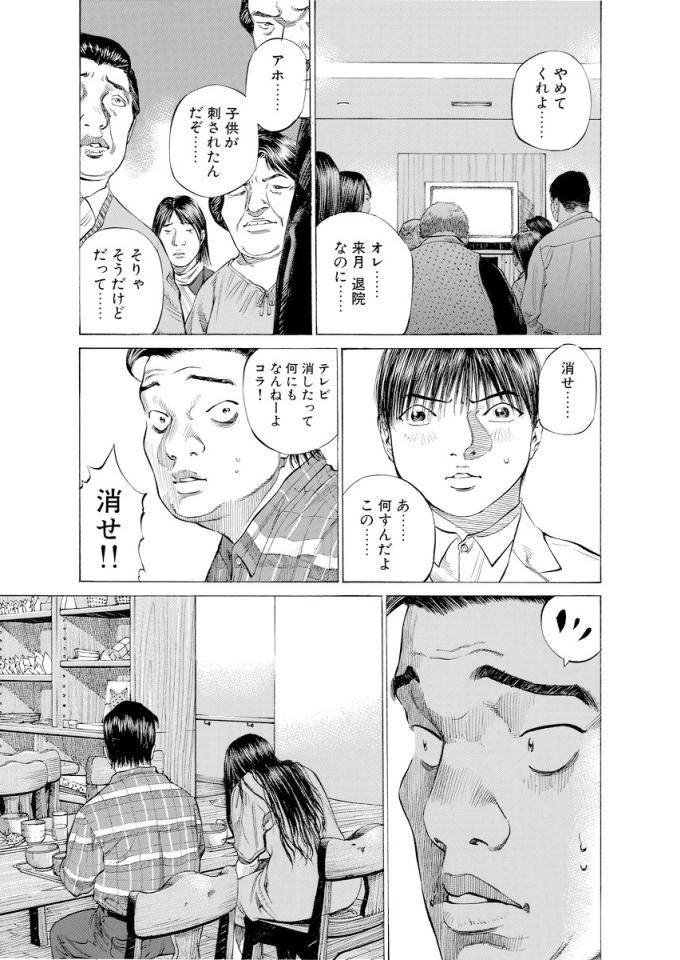 やめて
くれよ……
オレ……
来月 退院
なのに……
アホ……
子供が
刺されたん
だぞ……
そりゃ
そうだけど
だって……
消せ……
あ……
何すんだよ
この……
テレビ
消したって
何にも
なんねーよ
コラ!
消せ!!